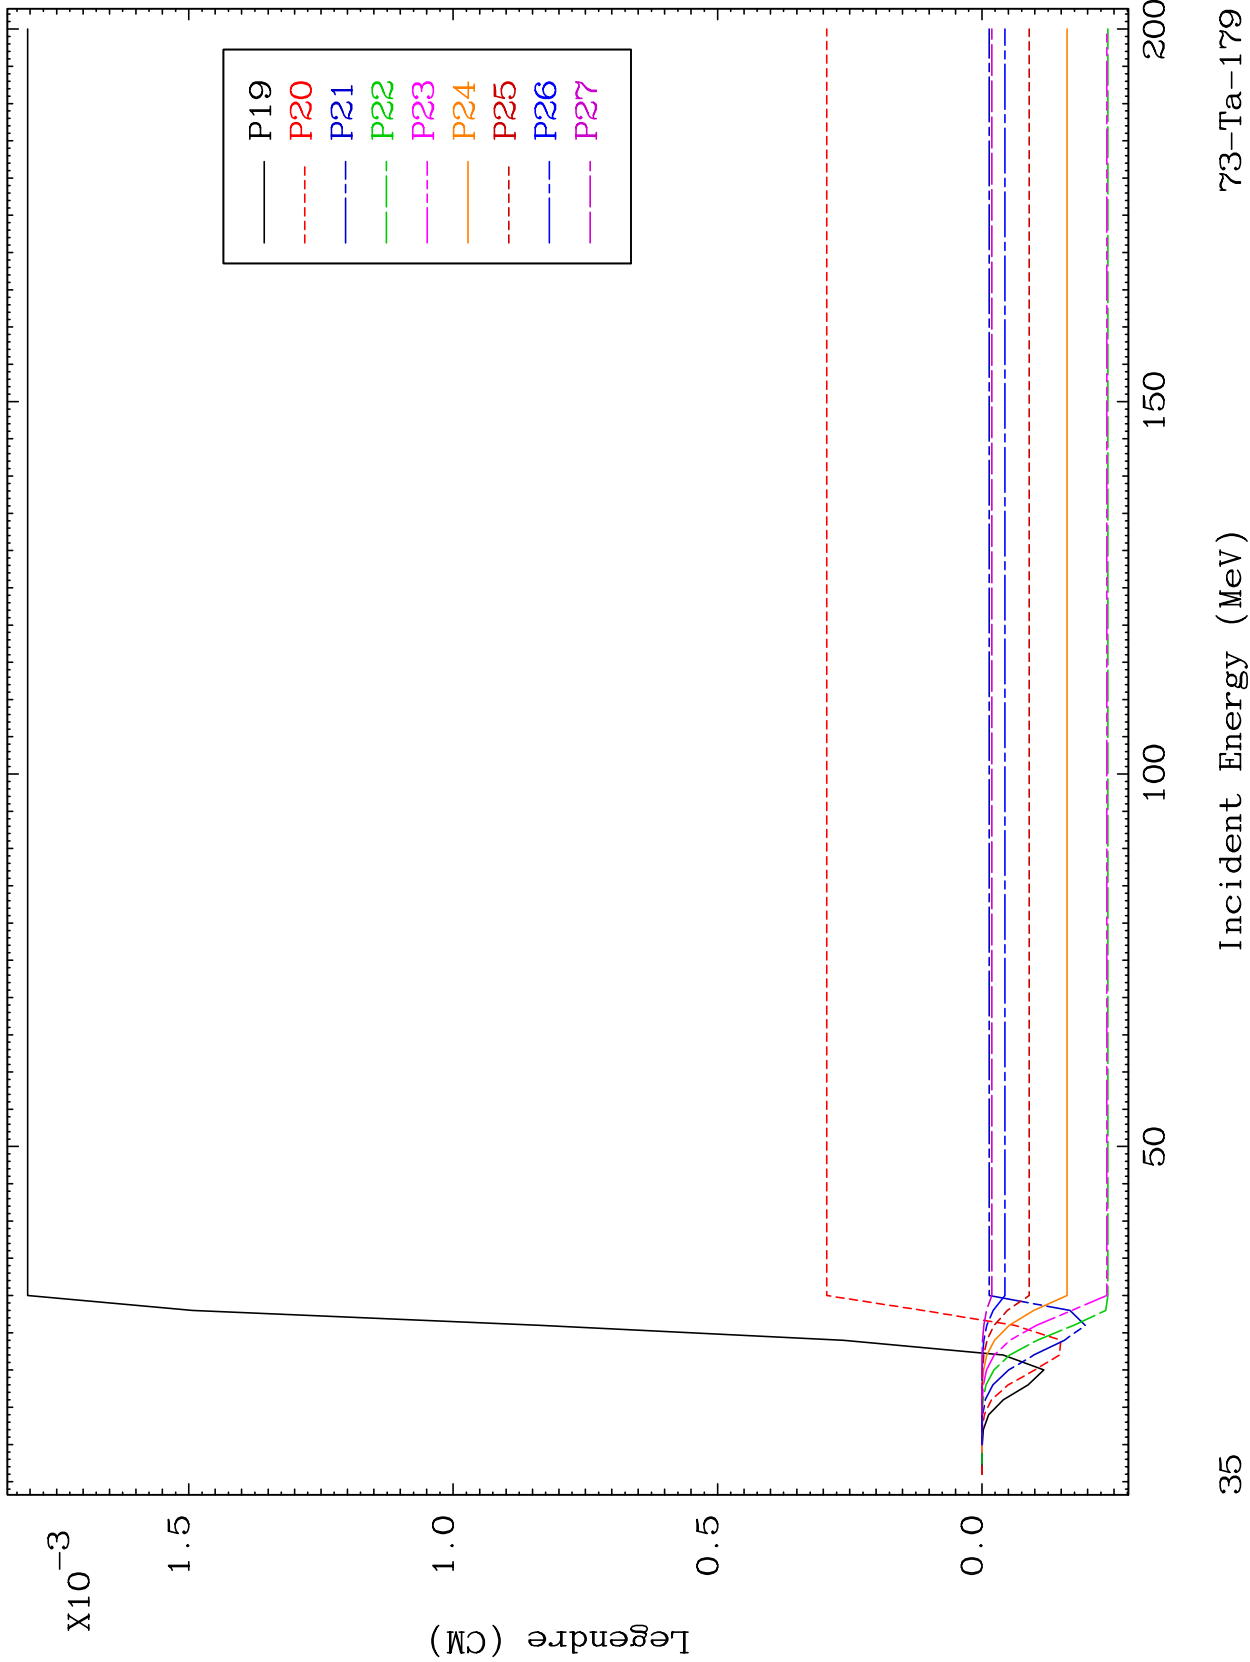 X10-3
1.5
1.0
0.5
0.0
Legendre (CM)
P19
P20
P21
P22
P23
P24
P25
P26
P27
50
100
150
200
Incident Energy (MeV)
35
73-Ta-179